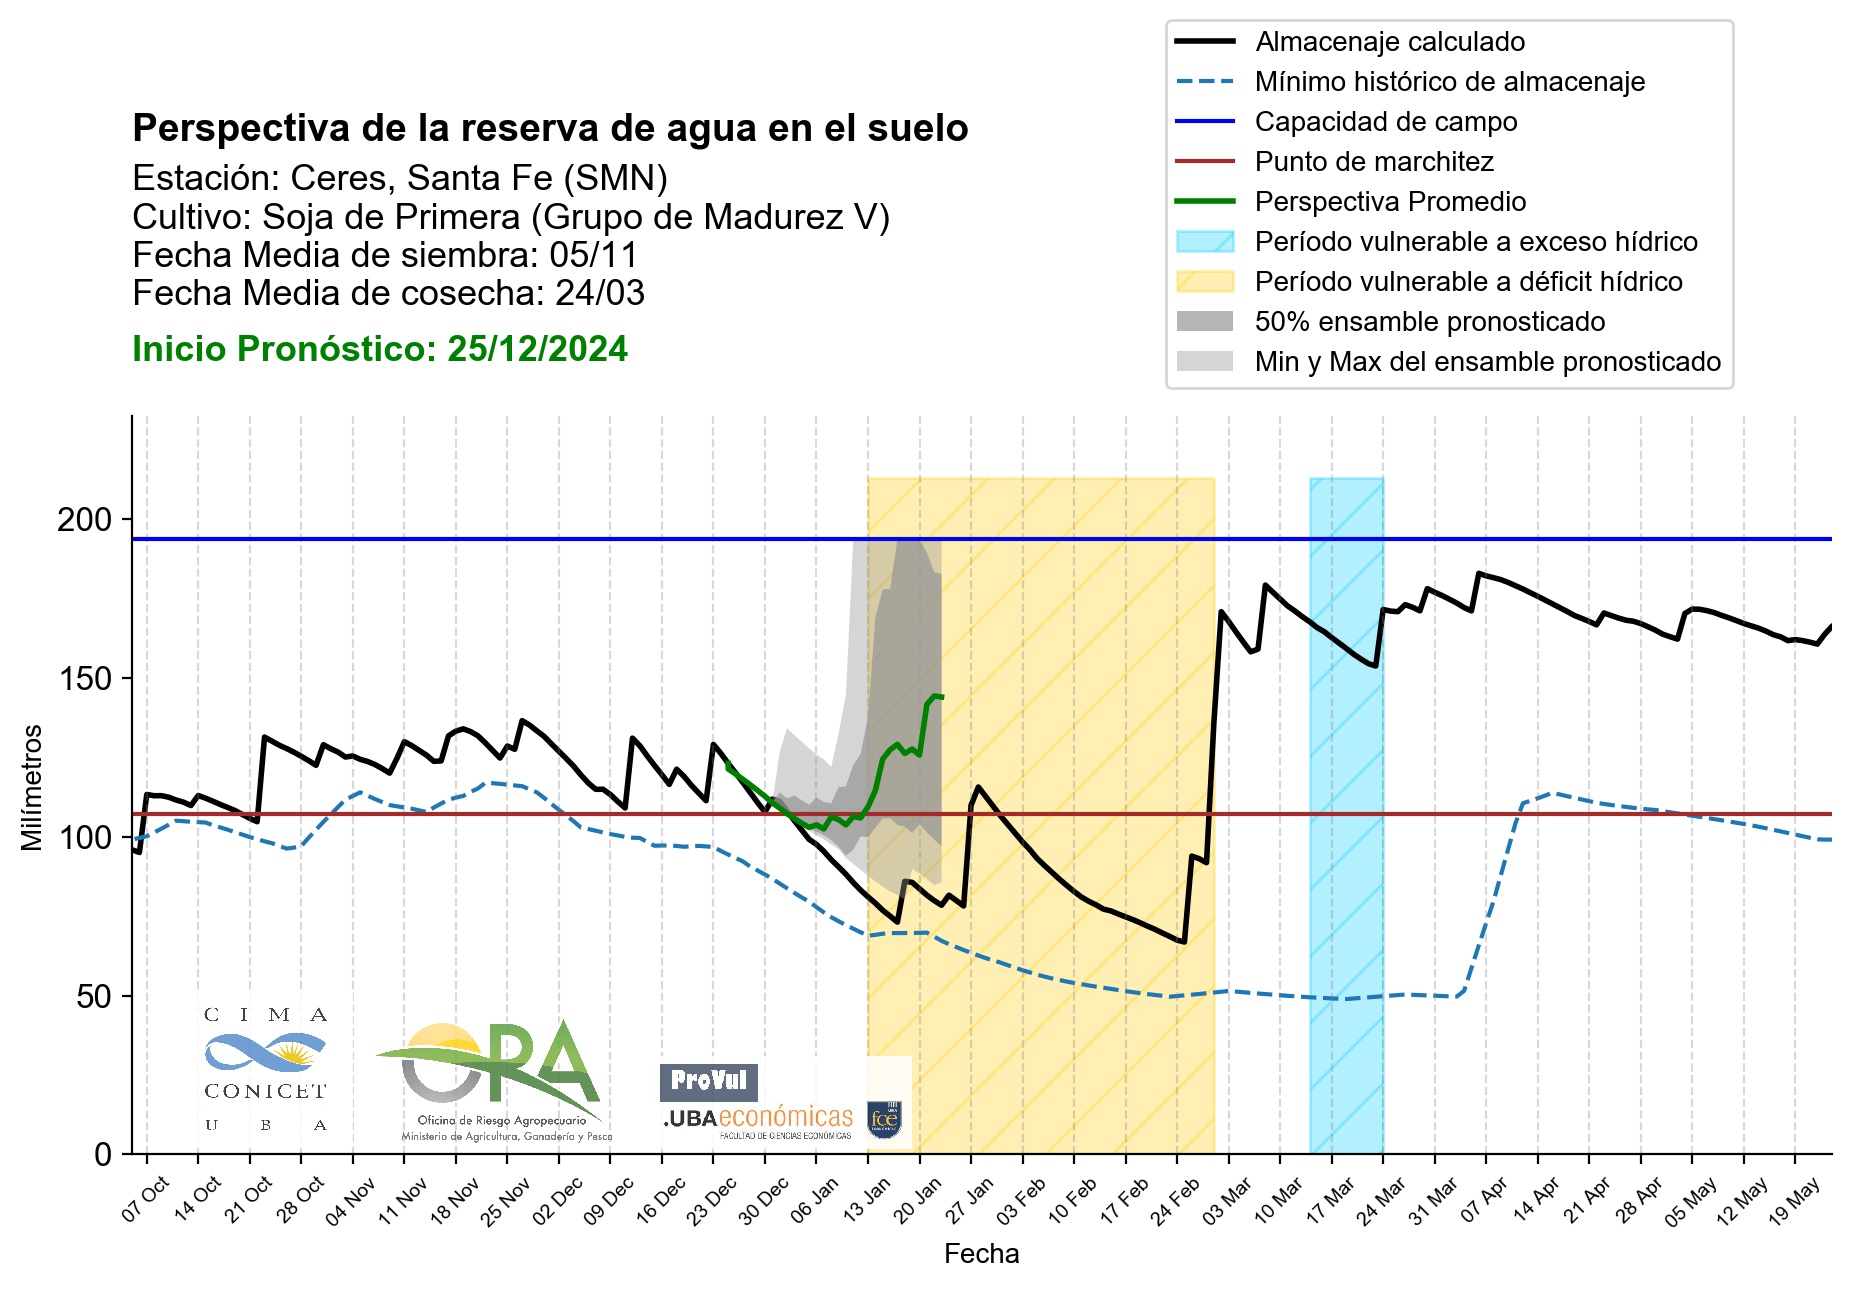 Almacenaje calculado
Mínimo histórico de almacenaje
Capacidad de campo
Punto de marchitez
Perspectiva Promedio
Período vulnerable a exceso hídrico
Período vulnerable a déficit hídrico
50% ensamble pronosticado
Min y Max del ensamble pronosticado
Perspectiva de la reserva de agua en el suelo
Estación: Ceres, Santa Fe (SMN)
Cultivo: Soja de Primera (Grupo de Madurez V)
Fecha Media de siembra: 05/11
Fecha Media de cosecha: 24/03
Inicio Pronóstico: 25/12/2024
200
150
100
50
0
Milímetros
C I M A
CONICET
U B A
ORA
Oficina de Riesgo Agropecuario
Ministerio de Agricultura, Ganadería y Pesca
ProVul
.UBAeconómicas
FACULTAD DE CIENCIAS ECONÓMICAS
UBA
fce
07 Oct
14 Oct
21 Oct
28 Oct
04 Nov
11 Nov
18 Nov
25 Nov
02 Dec
09 Dec
16 Dec
23 Dec
30 Dec
06 Jan
13 Jan
20 Jan
27 Jan
03 Feb
10 Feb
17 Feb
24 Feb
03 Mar
10 Mar
17 Mar
24 Mar
31 Mar
07 Apr
14 Apr
21 Apr
28 Apr
05 May
12 May
19 May
Fecha